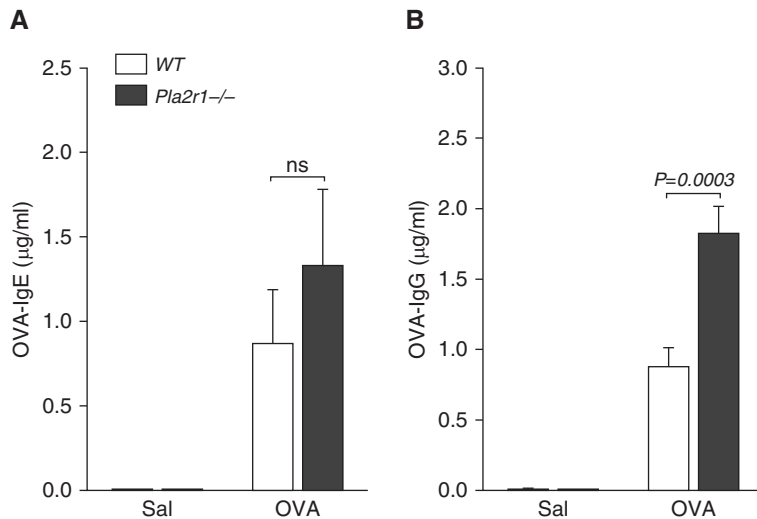 A
WT
Pla2r1–/–
OVA-IgE (µg/ml)
2.5
2.0
1.5
1.0
0.5
0.0
ns
Sal OVA
B
OVA-IgG (µg/ml)
3.0
2.5
2.0
1.5
1.0
0.5
0.0
P=0.0003
Sal OVA